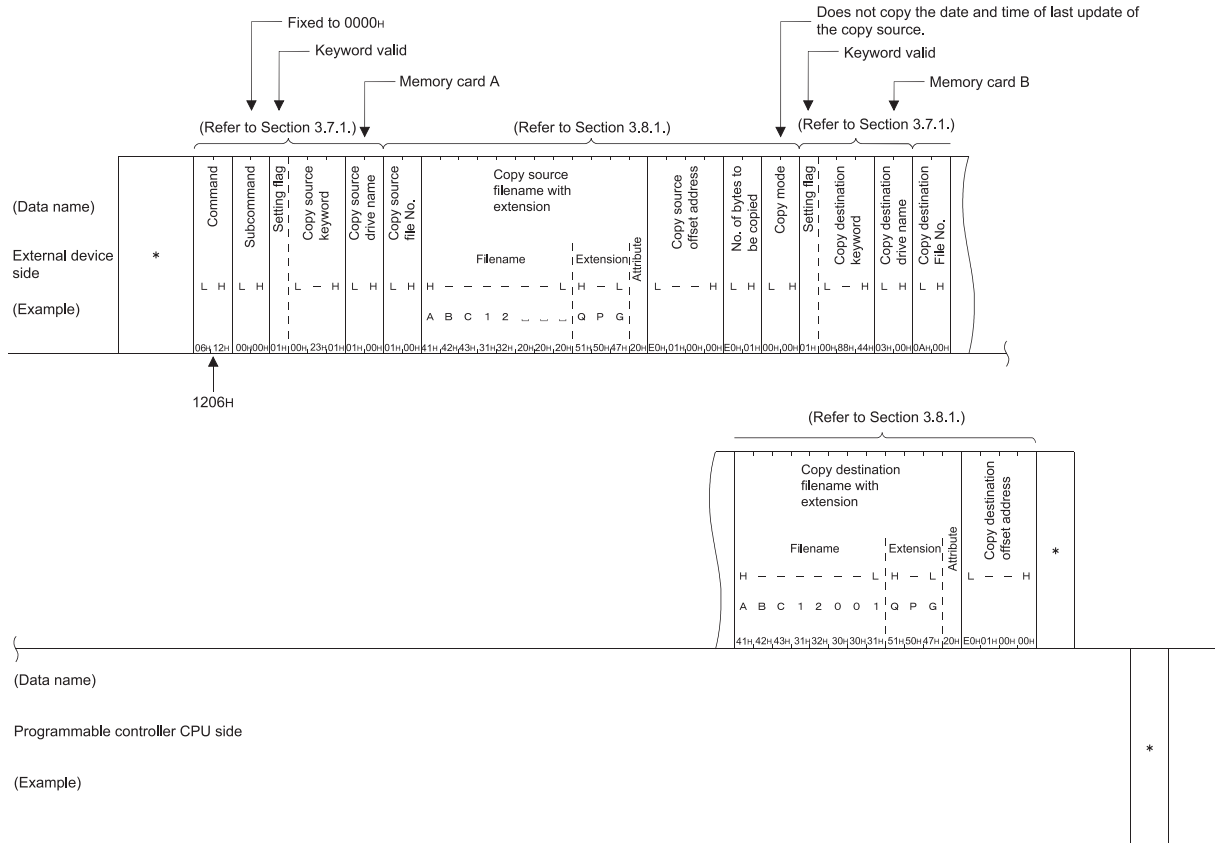 Fixed to 0000H
Keyword valid
Memory card A
Does not copy the date and time of last update of
the copy source.
Keyword valid
Memory card B
(Refer to Section 3.7.1.)
(Refer to Section 3.8.1.)
(Refer to Section 3.7.1.)
(Data name)
External device
side
(Example)
*
Command
Subcommand
Setting flag
Copy source
keyword
Copy source
drive name
Copy source
file No.
Copy source
filename with
extension
Filename
Extension
Attribute
Copy source
offset address
No. of bytes to
be copied
Copy mode
Setting flag
Copy destination
keyword
Copy destination
drive name
Copy destination
File No.
L H L H L – H L H L H H – – – – – – L H – L L – – H L H L H L – H L H L H
A B C 1 2 ⎵ ⎵ ⎵ Q P G
06H 12H 00H 00H 01H 00H 23H 01H 01H 00H 01H 00H 41H 42H 43H 31H 32H 20H 20H 20H 51H 50H 47H 20H E0H 01H 00H 00H E0H 01H 00H 00H 01H 00H 88H 44H 03H 00H 0AH 00H
1206H
(Refer to Section 3.8.1.)
Copy destination
filename with
extension
Filename
Extension
Attribute
Copy destination
offset address
*
H – – – – – – L H – L L – – H
A B C 1 2 0 0 1 Q P G
41H 42H 43H 31H 32H 30H 30H 31H 51H 50H 47H 20H E0H 01H 00H 00H
(Data name)
Programmable controller CPU side
(Example)
*